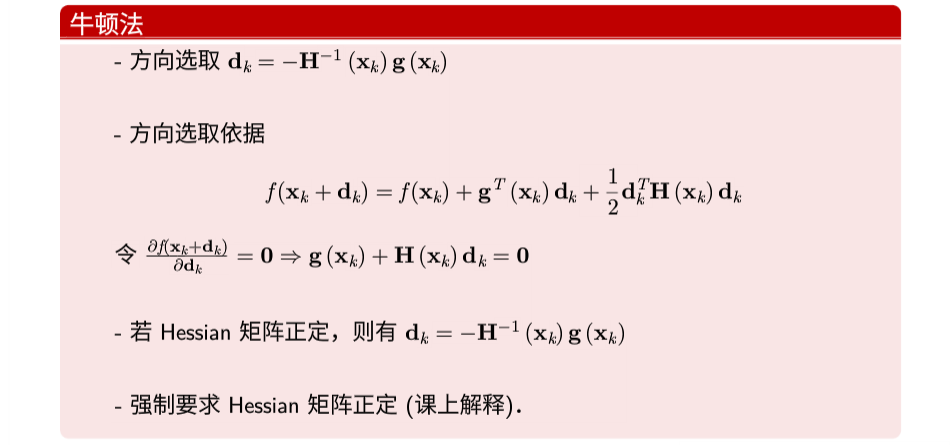 牛顿法
- 方向选取 $\mathbf{d}_k = -\mathbf{H}^{-1}(\mathbf{x}_k)\mathbf{g}(\mathbf{x}_k)$
- 方向选取依据
$f(\mathbf{x}_k + \mathbf{d}_k) = f(\mathbf{x}_k) + \mathbf{g}^T(\mathbf{x}_k)\mathbf{d}_k + \frac{1}{2}\mathbf{d}_k^T\mathbf{H}(\mathbf{x}_k)\mathbf{d}_k$
令 $\frac{\partial f(\mathbf{x}_k+\mathbf{d}_k)}{\partial \mathbf{d}_k} = \mathbf{0} \Rightarrow \mathbf{g}(\mathbf{x}_k) + \mathbf{H}(\mathbf{x}_k)\mathbf{d}_k = \mathbf{0}$
- 若 Hessian 矩阵正定，则有 $\mathbf{d}_k = -\mathbf{H}^{-1}(\mathbf{x}_k)\mathbf{g}(\mathbf{x}_k)$
- 强制要求 Hessian 矩阵正定 (课上解释).